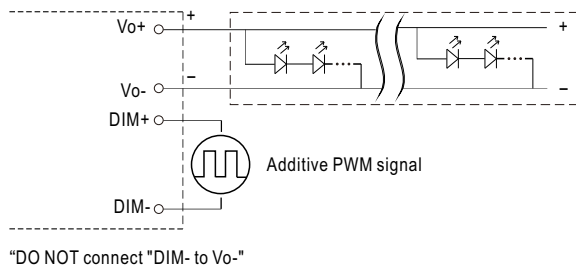 Vo+ + +
Vo- − −
DIM+
Additive PWM signal
DIM-
“DO NOT connect "DIM- to Vo-"